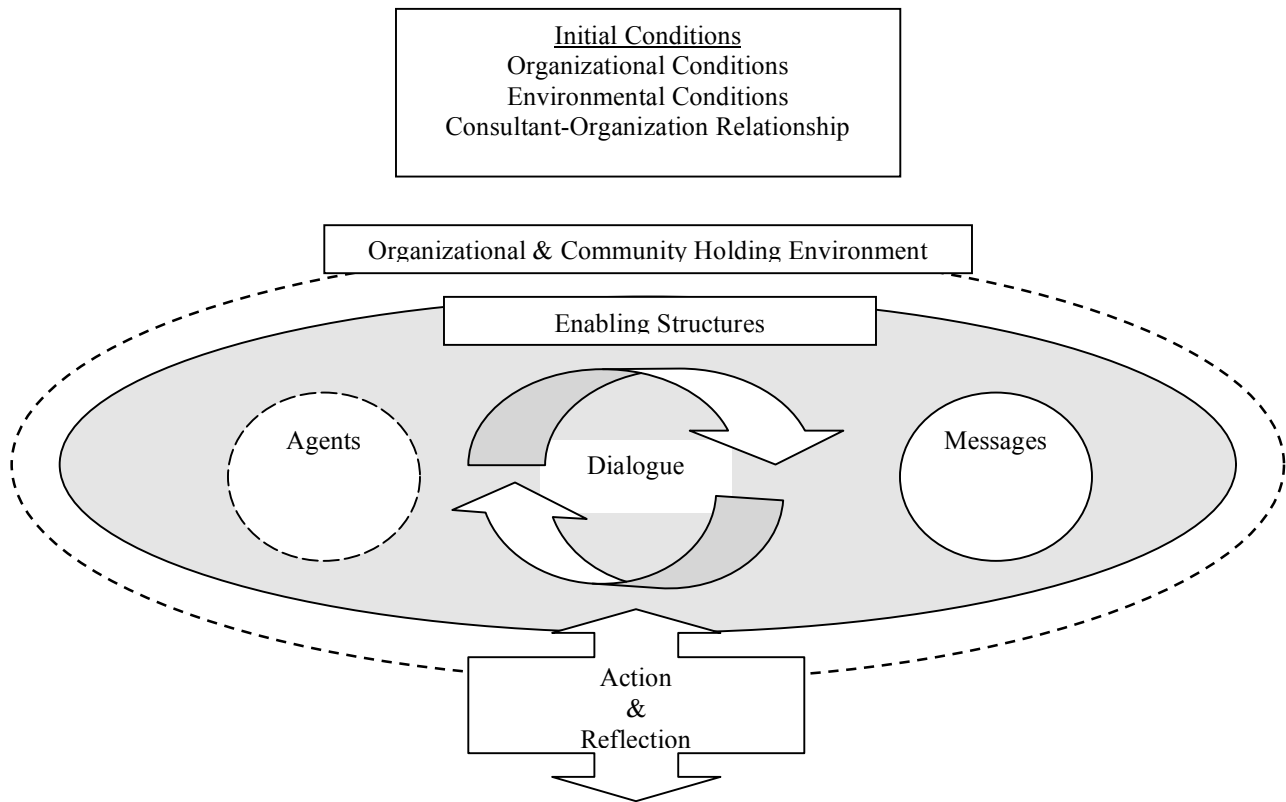 Initial Conditions
Organizational Conditions
Environmental Conditions
Consultant-Organization Relationship
Organizational & Community Holding Environment
Enabling Structures
Agents
Dialogue
Messages
Action
&
Reflection